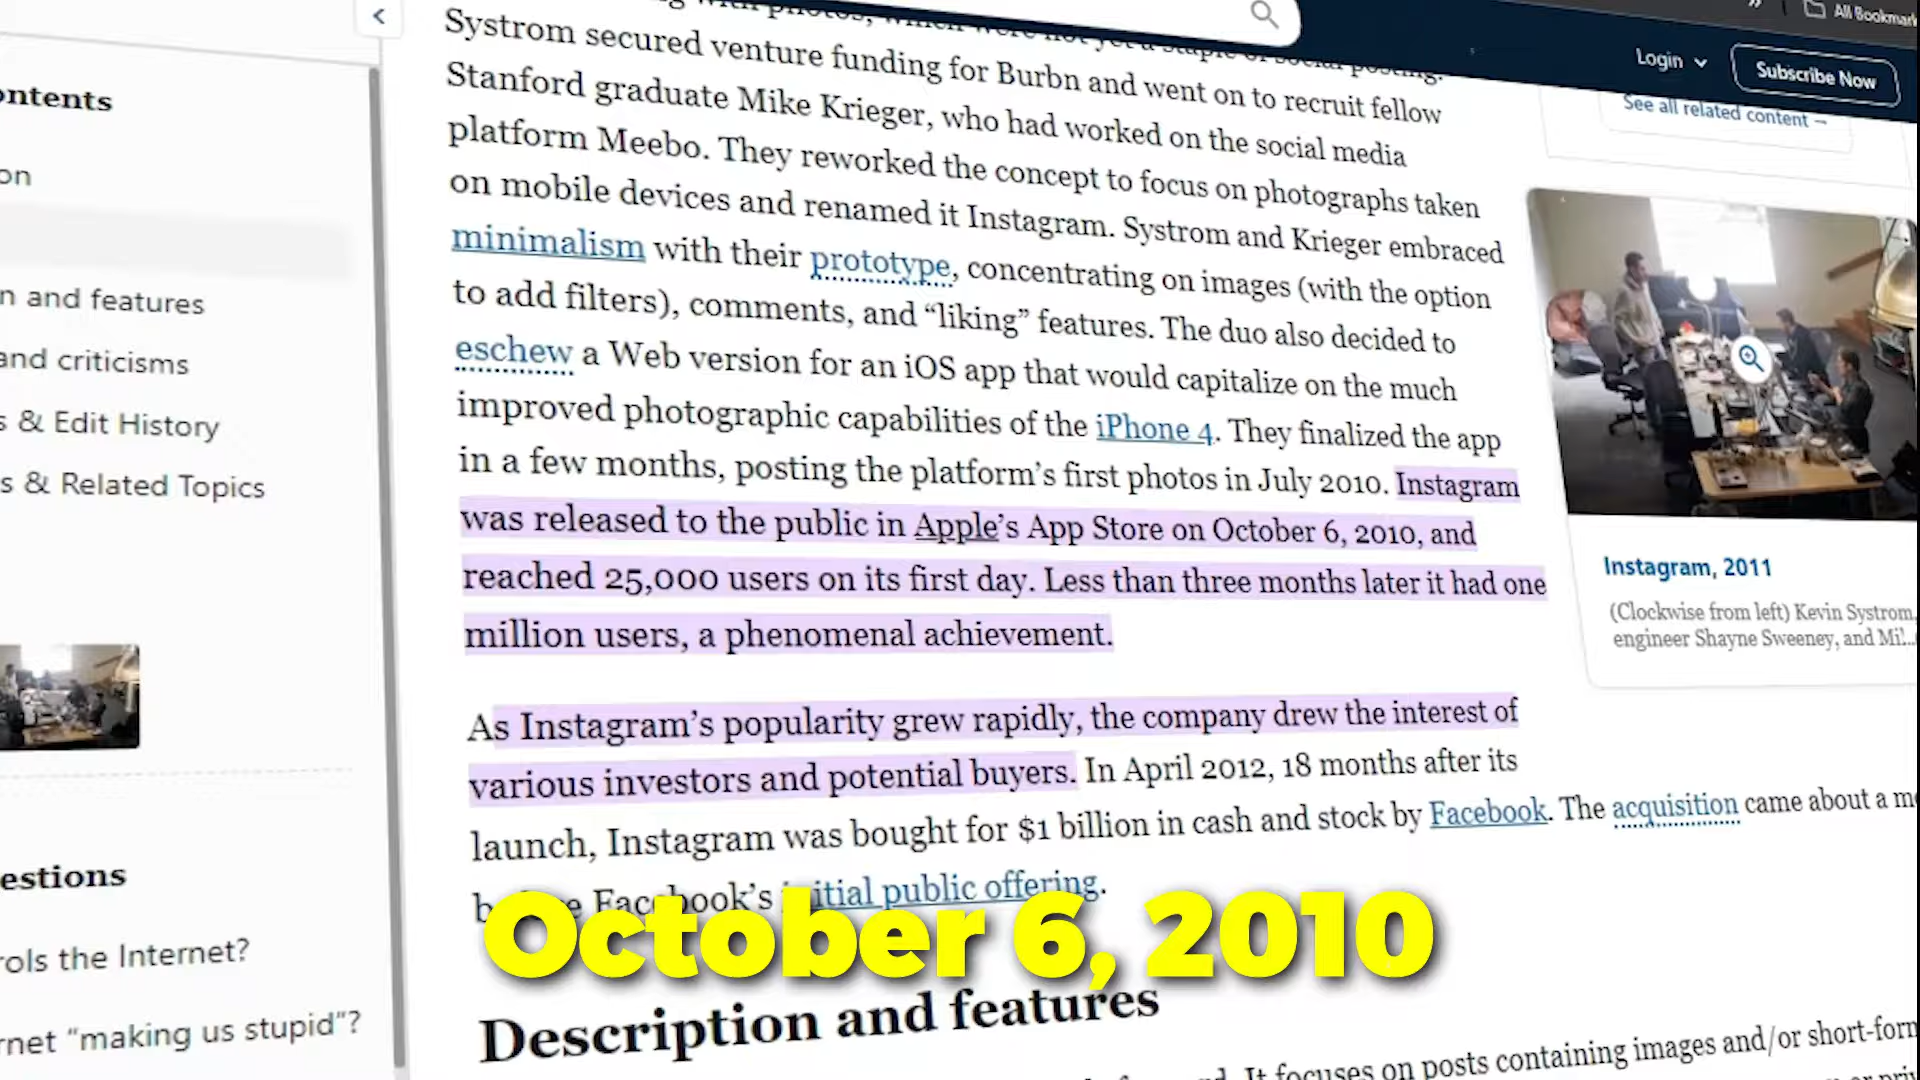 All Bookmark
Login
Subscribe Now
See all related content →
ontents
on
n and features
and criticisms
s & Edit History
s & Related Topics
estions
rols the Internet?
rnet “making us stupid”?
Systrom secured venture funding for Burbn and went on to recruit fellow
Stanford graduate Mike Krieger, who had worked on the social media
platform Meebo. They reworked the concept to focus on photographs taken
on mobile devices and renamed it Instagram. Systrom and Krieger embraced
minimalism with their prototype, concentrating on images (with the option
to add filters), comments, and “liking” features. The duo also decided to
eschew a Web version for an iOS app that would capitalize on the much
improved photographic capabilities of the iPhone 4. They finalized the app
in a few months, posting the platform’s first photos in July 2010. Instagram
was released to the public in Apple’s App Store on October 6, 2010, and
reached 25,000 users on its first day. Less than three months later it had one
million users, a phenomenal achievement.
As Instagram’s popularity grew rapidly, the company drew the interest of
various investors and potential buyers. In April 2012, 18 months after its
launch, Instagram was bought for $1 billion in cash and stock by Facebook. The acquisition came about a mo
Facebook’s initial public offering.
October 6, 2010
Description and features
It focuses on posts containing images and/or short-form
Instagram, 2011
(Clockwise from left) Kevin Systrom,
engineer Shayne Sweeney, and Mi...